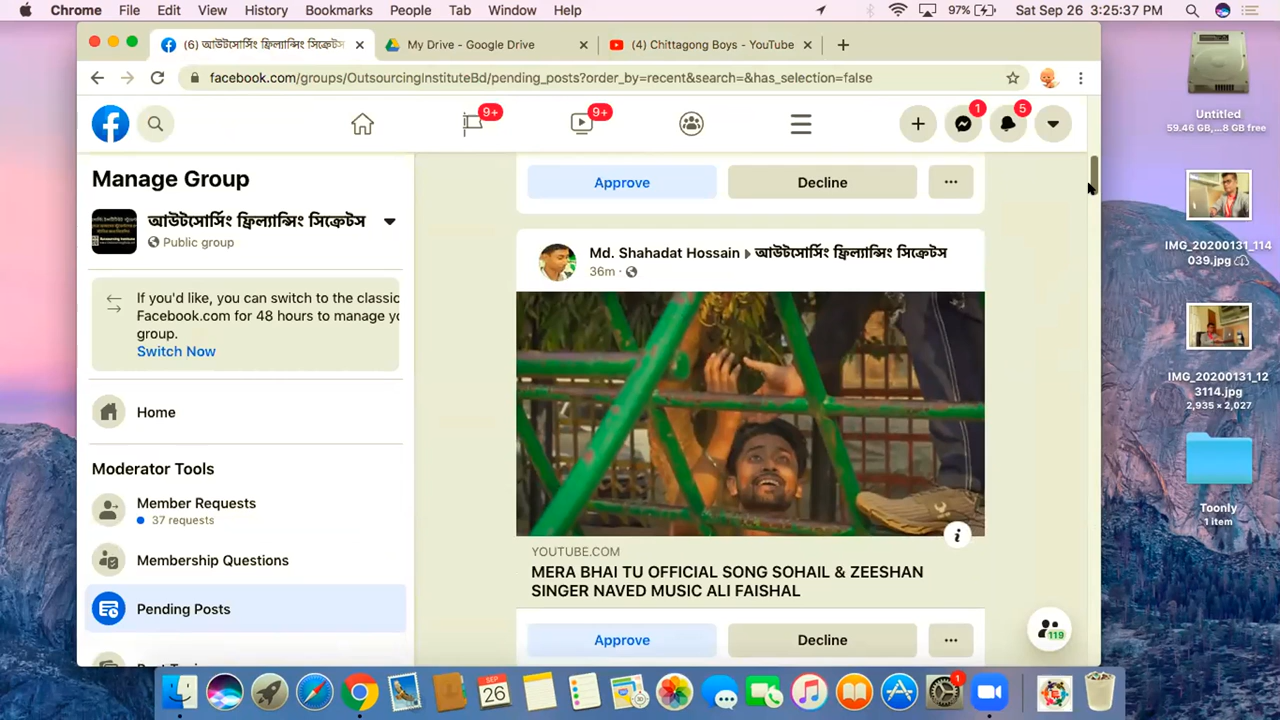 Chrome File Edit View History Bookmarks People Tab Window Help 97% Sat Sep 26 3:25:37 PM
(6) আউটসোর্সিং ফ্রিল্যান্সিং সিক্রেটস
My Drive - Google Drive
(4) Chittagong Boys - YouTube
facebook.com/groups/OutsourcingInstituteBd/pending_posts?order_by=recent&search=&has_selection=false
9+ 9+ 1 5
Manage Group
আউটসোর্সিং ফ্রিল্যান্সিং সিক্রেটস
Public group
If you'd like, you can switch to the classic
Facebook.com for 48 hours to manage yo
group.
Switch Now
Home
Moderator Tools
Member Requests
37 requests
Membership Questions
Pending Posts
Approve Decline ...
Md. Shahadat Hossain আউটসোর্সিং ফ্রিল্যান্সিং সিক্রেটস
36m
YOUTUBE.COM
MERA BHAI TU OFFICIAL SONG SOHAIL & ZEESHAN
SINGER NAVED MUSIC ALI FAISHAL
Approve Decline ...
119
Untitled
59.46 GB,...8 GB free
IMG_20200131_114
039.jpg
IMG_20200131_12
3114.jpg
2,935 × 2,027
Toonly
1 item
SEP
26
1